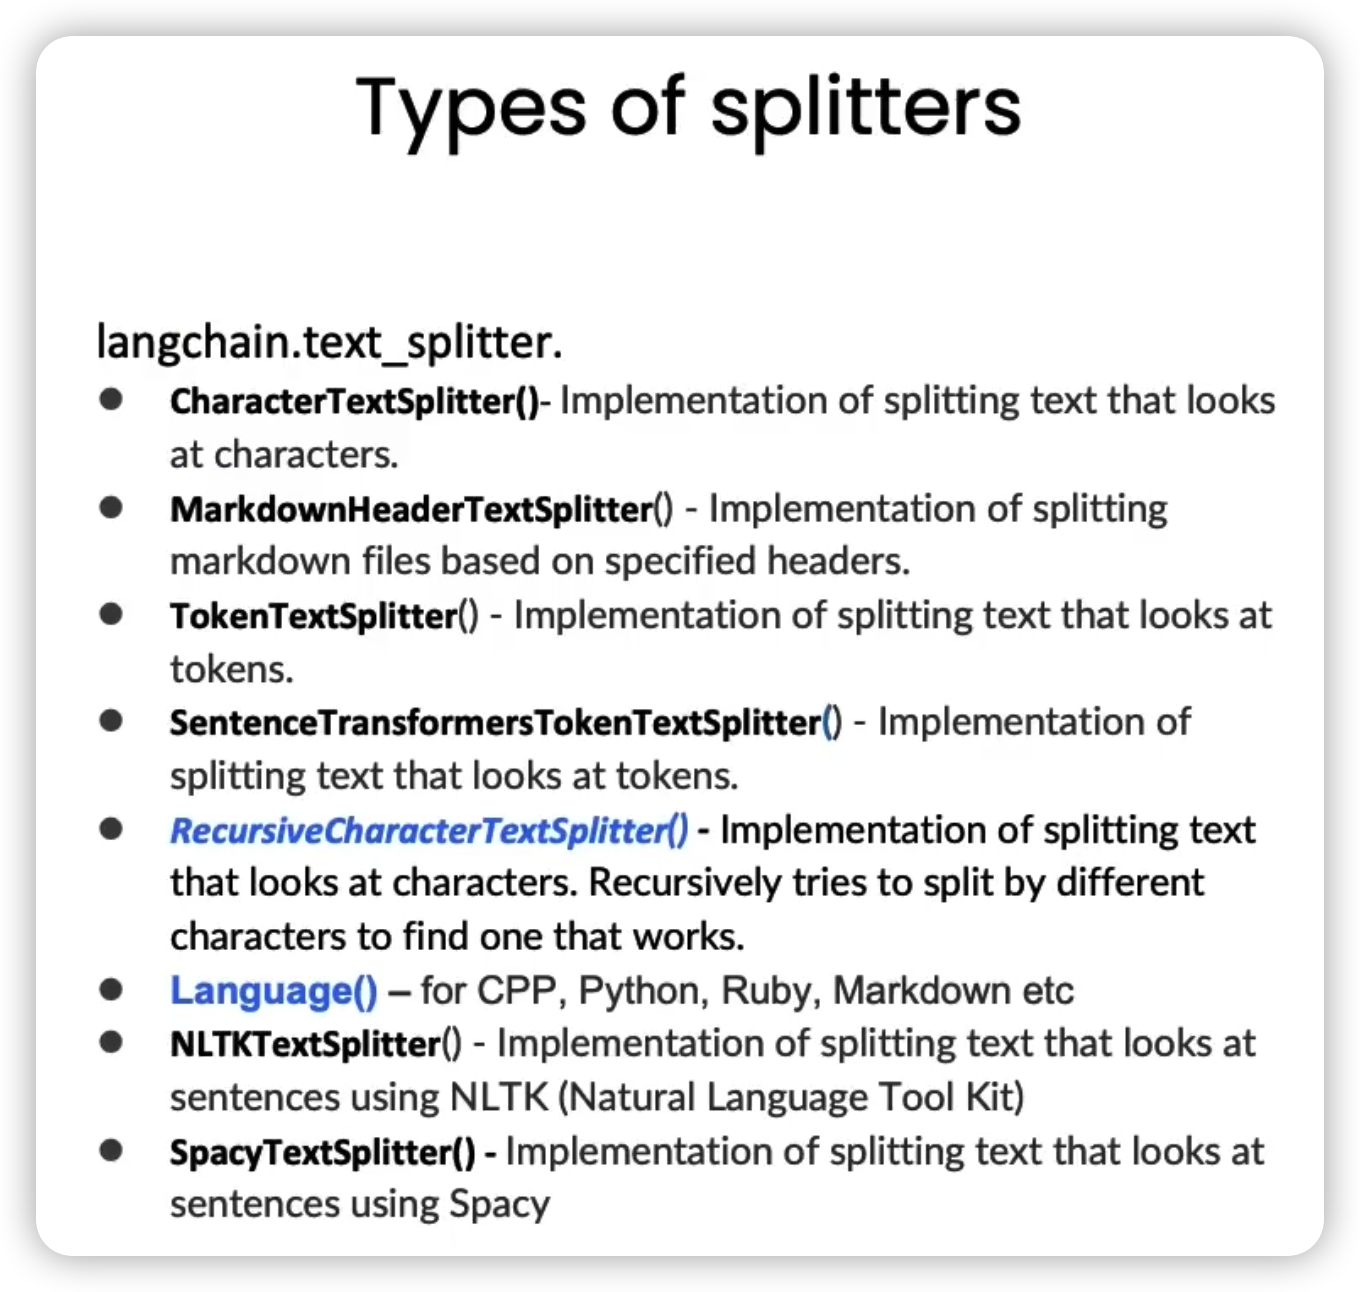 Types of splitters
langchain.text_splitter.
● CharacterTextSplitter()- Implementation of splitting text that looks
at characters.
● MarkdownHeaderTextSplitter() - Implementation of splitting
markdown files based on specified headers.
● TokenTextSplitter() - Implementation of splitting text that looks at
tokens.
● SentenceTransformersTokenTextSplitter() - Implementation of
splitting text that looks at tokens.
● RecursiveCharacterTextSplitter() - Implementation of splitting text
that looks at characters. Recursively tries to split by different
characters to find one that works.
● Language() – for CPP, Python, Ruby, Markdown etc
● NLTKTextSplitter() - Implementation of splitting text that looks at
sentences using NLTK (Natural Language Tool Kit)
● SpacyTextSplitter() - Implementation of splitting text that looks at
sentences using Spacy